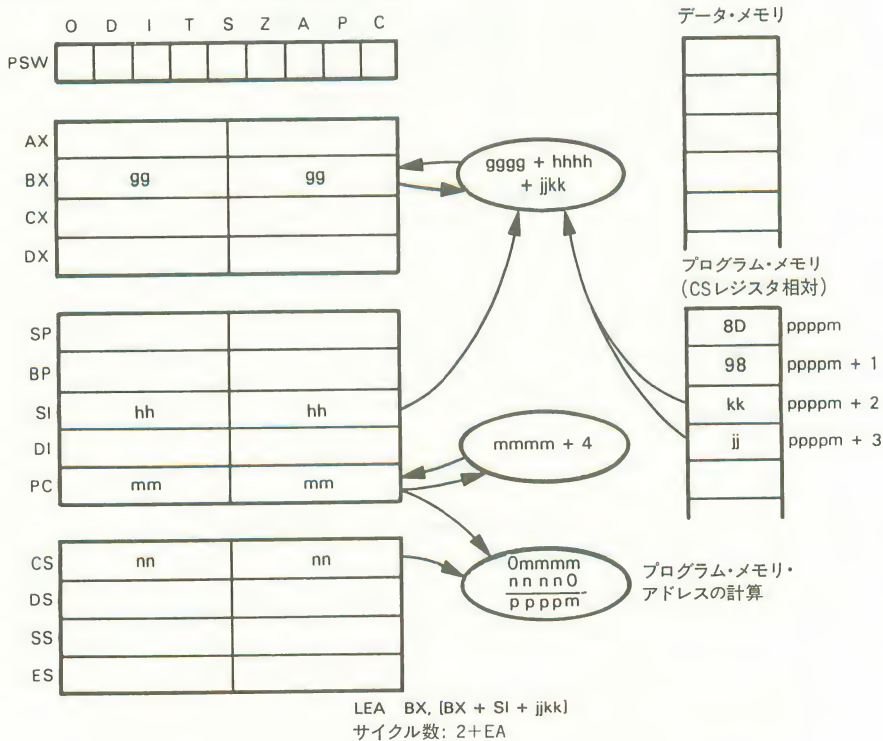 O D I T S Z A P C
PSW
データ・メモリ
AX
BX gg gg
CX
DX
gggg + hhhh
+ jjkk
プログラム・メモリ
(CSレジスタ相対)
8D ppppm
98 ppppm + 1
kk ppppm + 2
jj ppppm + 3
SP
BP
SI hh hh
DI
PC mm mm
mmmm + 4
CS nn nn
DS
SS
ES
0mmmm
nn nn0
ppppm
プログラム・メモリ・
アドレスの計算
LEA BX, [BX + SI + jjkk]
サイクル数: 2+EA